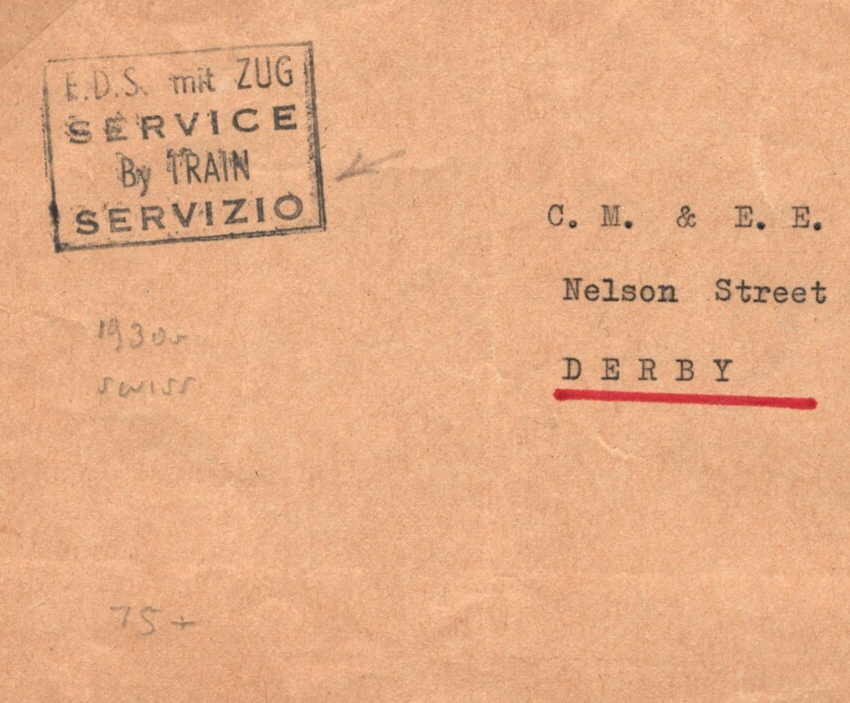 E.D.S. mit ZUG
SERVICE
By TRAIN
SERVIZIO
C. M. & E. E.
Nelson Street
DERBY
1930s
swiss
75+